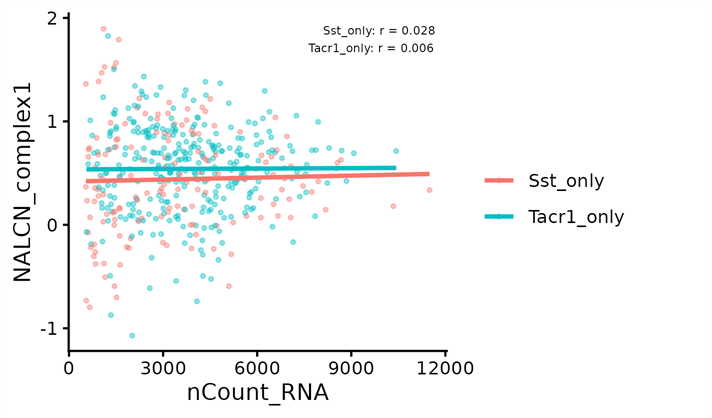 Sst_only: r = 0.028
Tacr1_only: r = 0.006
NALCN_complex1
2
1
0
-1
0 3000 6000 9000 12000
nCount_RNA
Sst_only
Tacr1_only